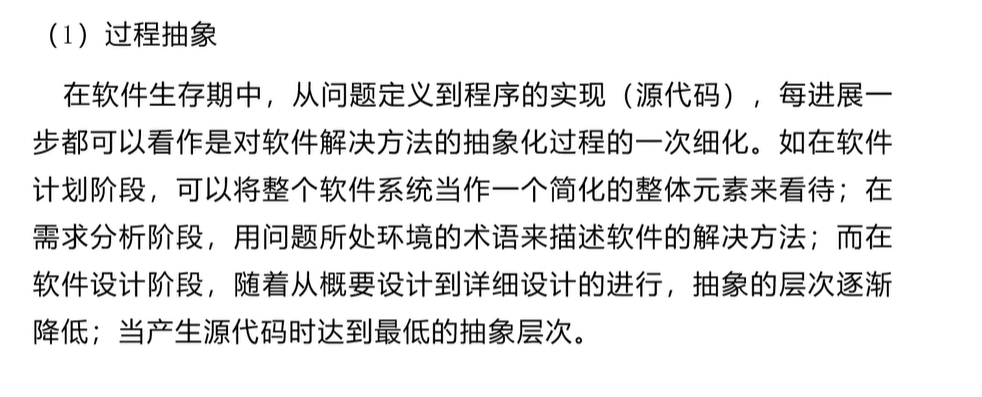 （1）过程抽象
在软件生存期中，从问题定义到程序的实现（源代码），每进展一
步都可以看作是对软件解决方法的抽象化过程的一次细化。如在软件
计划阶段，可以将整个软件系统当作一个简化的整体元素来看待；在
需求分析阶段，用问题所处环境的术语来描述软件的解决方法；而在
软件设计阶段，随着从概要设计到详细设计的进行，抽象的层次逐渐
降低；当产生源代码时达到最低的抽象层次。